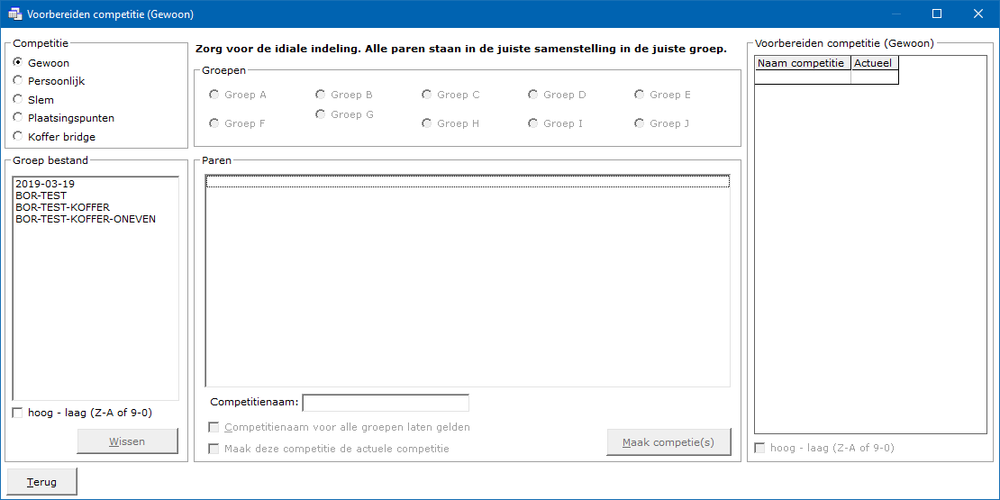 Voorbereiden competitie (Gewoon)
Competitie
Gewoon
Persoonlijk
Slem
Plaatsingspunten
Koffer bridge
Groep bestand
2019-03-19
BOR-TEST
BOR-TEST-KOFFER
BOR-TEST-KOFFER-ONEVEN
hoog - laag (Z-A of 9-0)
Wissen
Terug
Zorg voor de idiale indeling. Alle paren staan in de juiste samenstelling in de juiste groep.
Groepen
Groep A Groep B Groep C Groep D Groep E
Groep F Groep G Groep H Groep I Groep J
Paren
Competitienaam:
Competitienaam voor alle groepen laten gelden
Maak deze competitie de actuele competitie
Maak competie(s)
Voorbereiden competitie (Gewoon)
Naam competitie Actueel
hoog - laag (Z-A of 9-0)